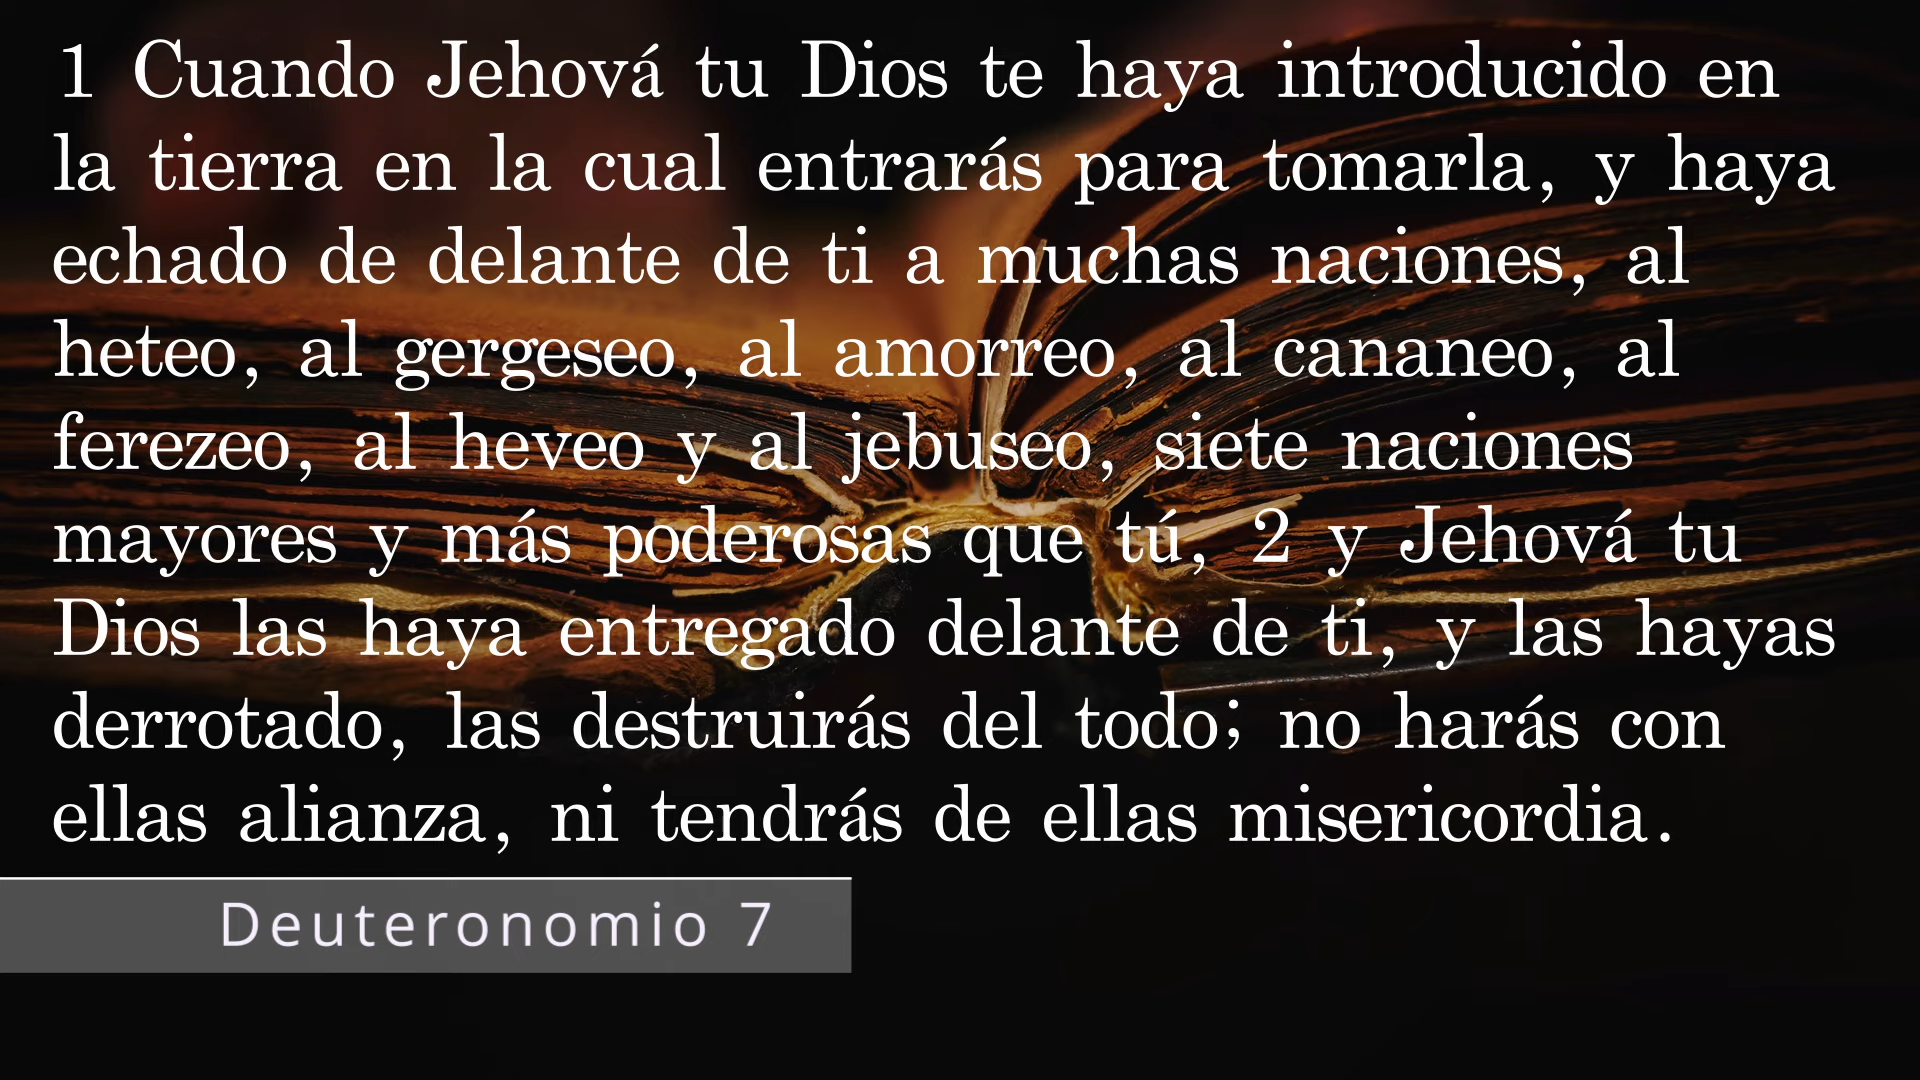 1 Cuando Jehová tu Dios te haya introducido en
la tierra en la cual entrarás para tomarla, y haya
echado de delante de ti a muchas naciones, al
heteo, al gergeseo, al amorreo, al cananeo, al
ferezeo, al heveo y al jebuseo, siete naciones
mayores y más poderosas que tú, 2 y Jehová tu
Dios las haya entregado delante de ti, y las hayas
derrotado, las destruirás del todo; no harás con
ellas alianza, ni tendrás de ellas misericordia.
Deuteronomio 7